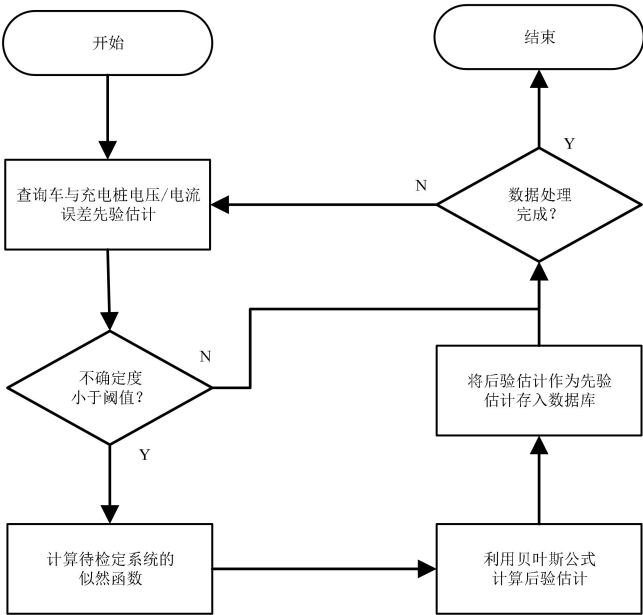 开始
查询车与充电桩电压/电流
误差先验估计
不确定度
小于阈值？
N
Y
计算待检定系统的
似然函数
利用贝叶斯公式
计算后验估计
将后验估计作为先验
估计存入数据库
数据处理
完成？
N
Y
结束